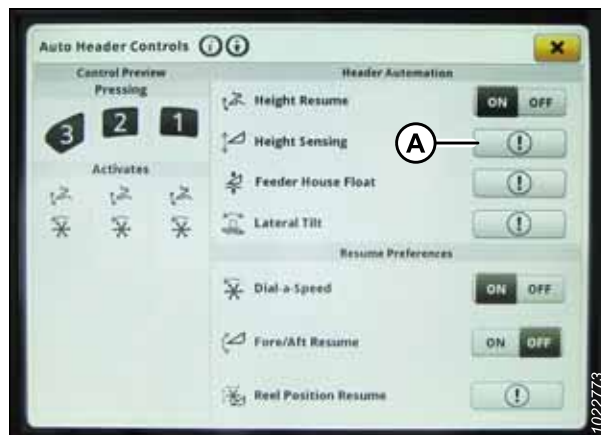 Auto Header Controls
Control Preview
Pressing
3 2 1
Activates
Header Automation
Height Resume ON OFF
Height Sensing ! A
Feeder House Float !
Lateral Tilt !
Resume Preferences
Dial-a-Speed ON OFF
Fore/Aft Resume ON OFF
Reel Position Resume !
1022773